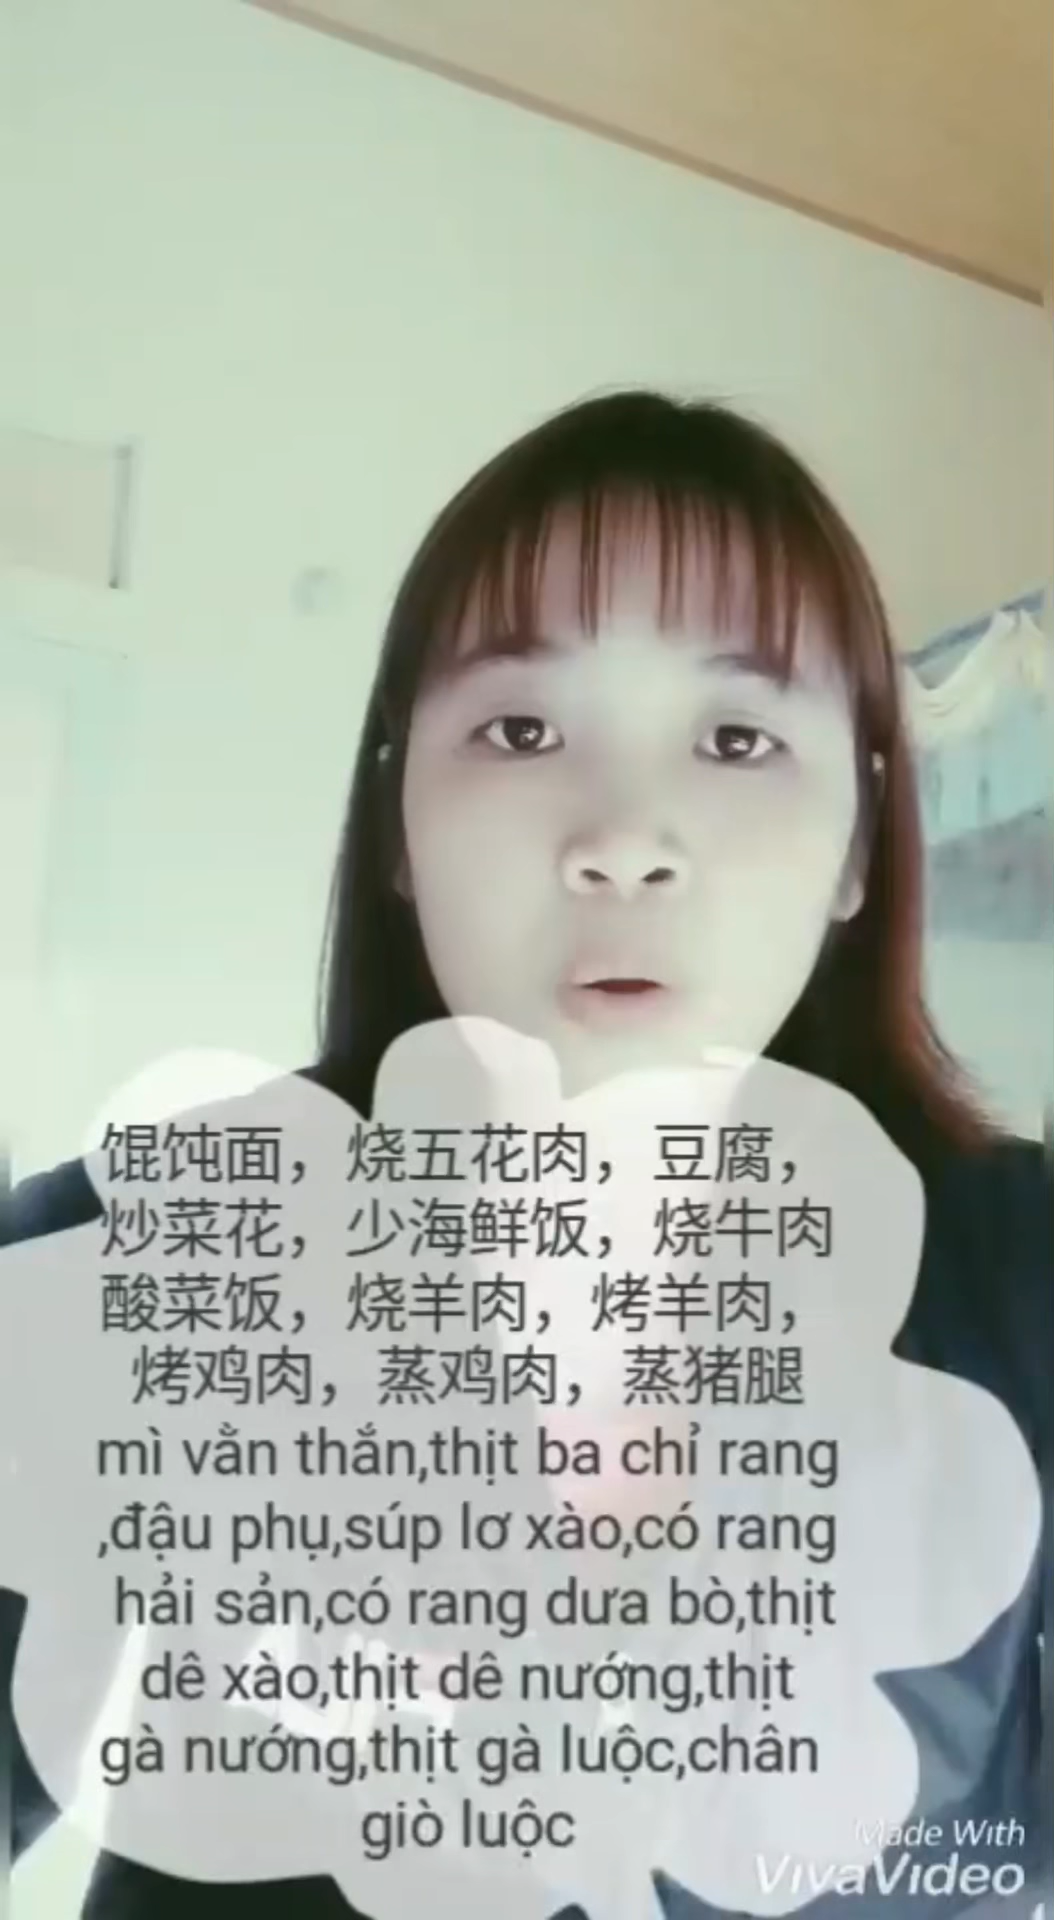 馄饨面，烧五花肉，豆腐，
炒菜花，少海鲜饭，烧牛肉
酸菜饭，烧羊肉，烤羊肉，
烤鸡肉，蒸鸡肉，蒸猪腿
mì vằn thắn,thịt ba chỉ rang
,đậu phụ,súp lơ xào,có rang
hải sản,có rang dưa bò,thịt
dê xào,thịt dê nướng,thịt
gà nướng,thịt gà luộc,chân
giò luộc
Made With
VivaVideo